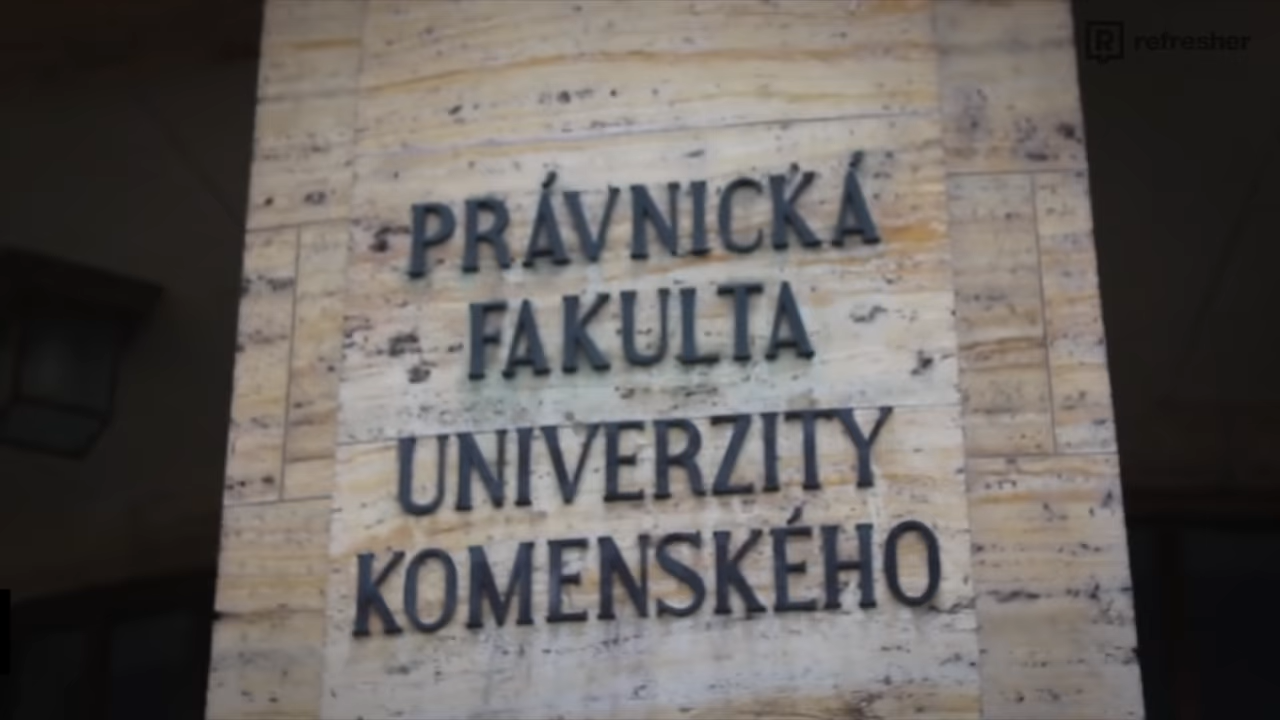 refresher
PRÁVNICKÁ
FAKULTA
UNIVERZITY
KOMENSKÉHO